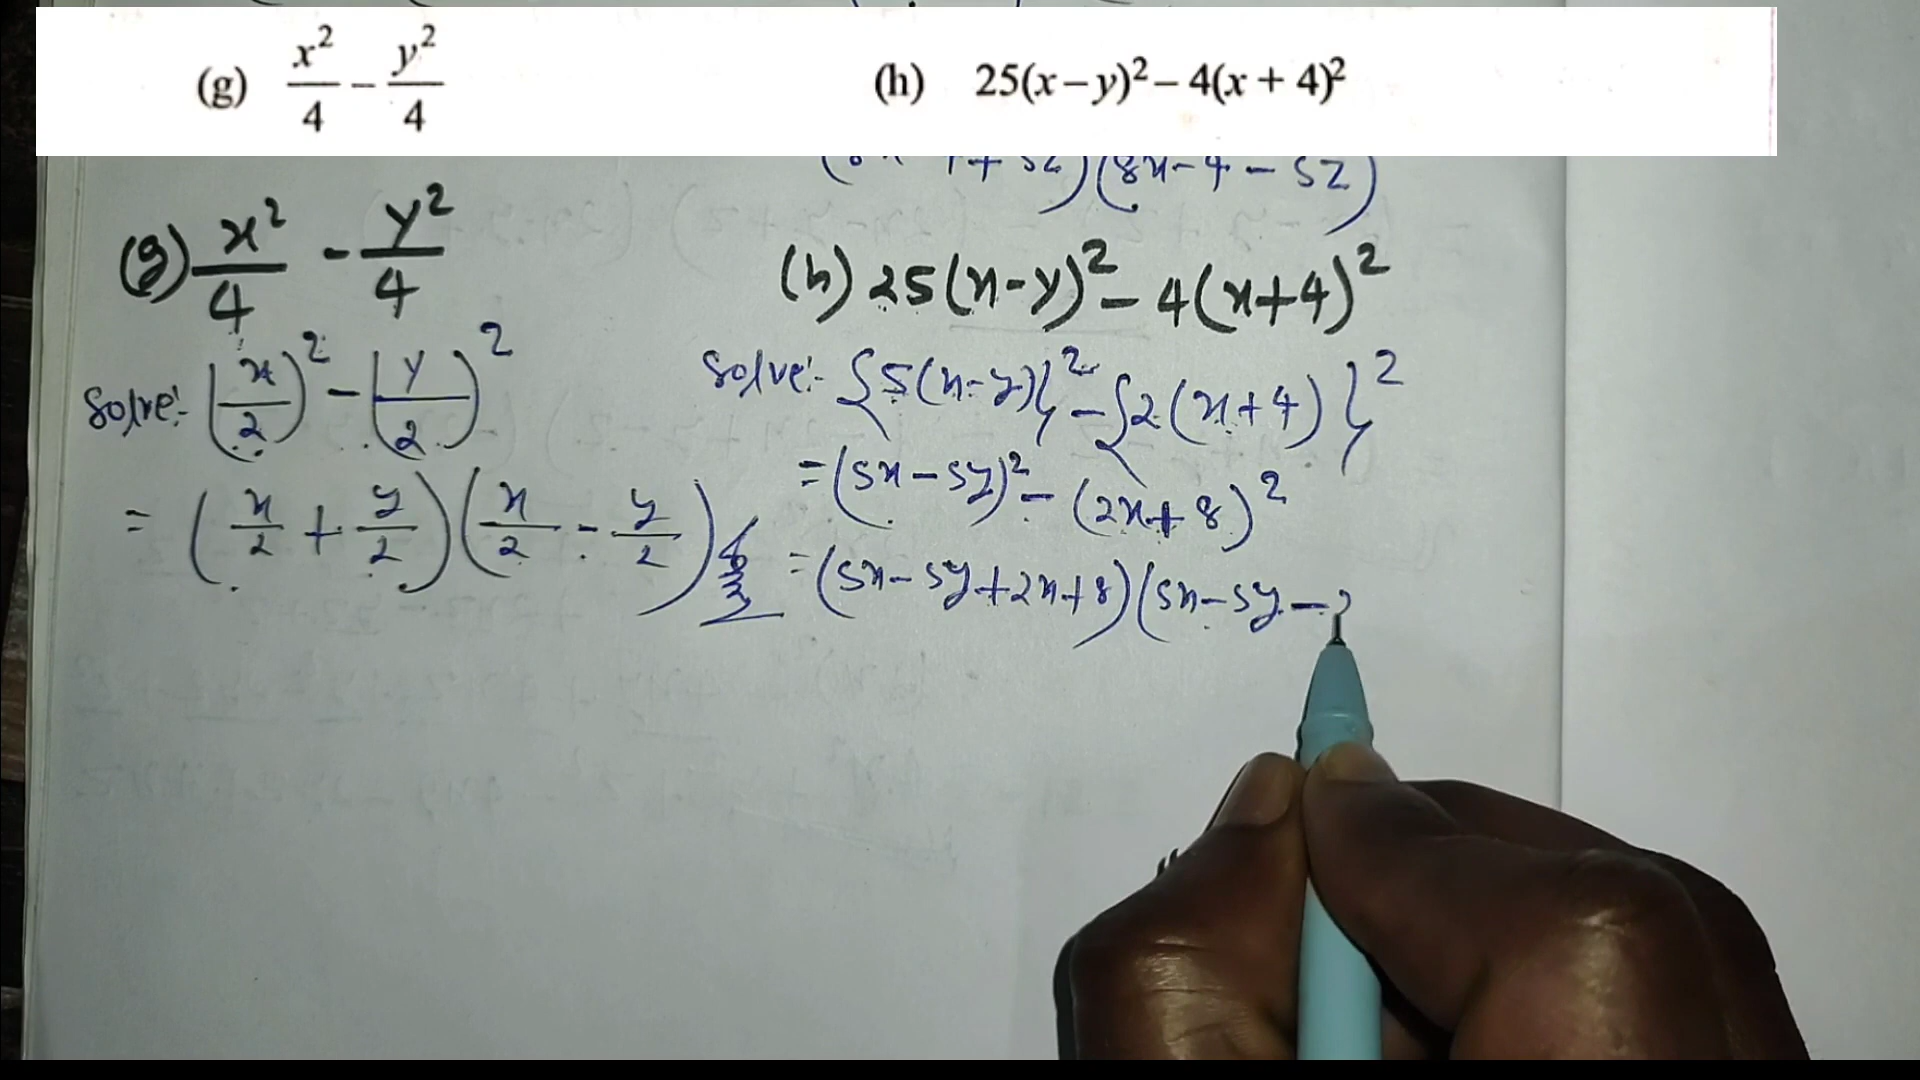 (g) x²/4 – y²/4
(h) 25(x–y)² – 4(x + 4)²
+ 5z)(8x-4-5z)
(g) x²/4 - y²/4
Solve:- (x/2)² - (y/2)²
= (x/2 + y/2)(x/2 - y/2)
(h) 25(x-y)² - 4(x+4)²
Solve:- {5(x-y)}² - {2(x+4)}²
= (5x-5y)² - (2x+8)²
= (5x-5y+2x+8)(5x-5y-